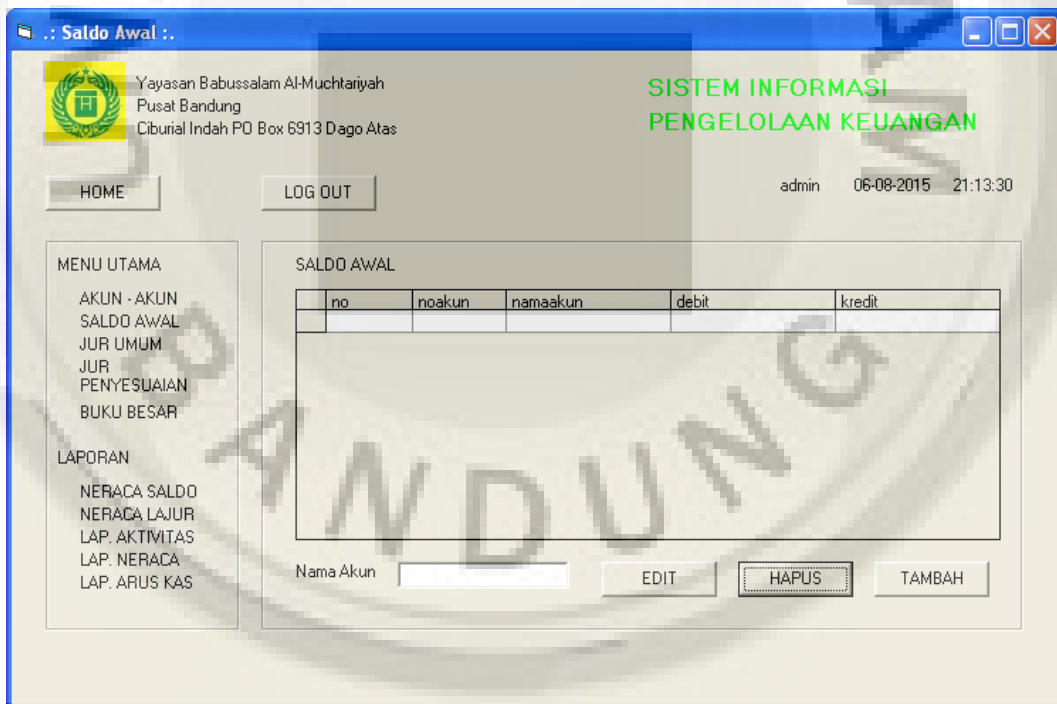 .: Saldo Awal :.
Yayasan Babussalam Al-Muchtariyah
Pusat Bandung
Ciburial Indah PO Box 6913 Dago Atas
SISTEM INFORMASI
PENGELOLAAN KEUANGAN
HOME
LOG OUT
admin 06-08-2015 21:13:30
MENU UTAMA
AKUN - AKUN
SALDO AWAL
JUR UMUM
JUR
PENYESUAIAN
BUKU BESAR
LAPORAN
NERACA SALDO
NERACA LAJUR
LAP. AKTIVITAS
LAP. NERACA
LAP. ARUS KAS
SALDO AWAL
no noakun namaakun debit kredit
Nama Akun
EDIT
HAPUS
TAMBAH
BANDUNG